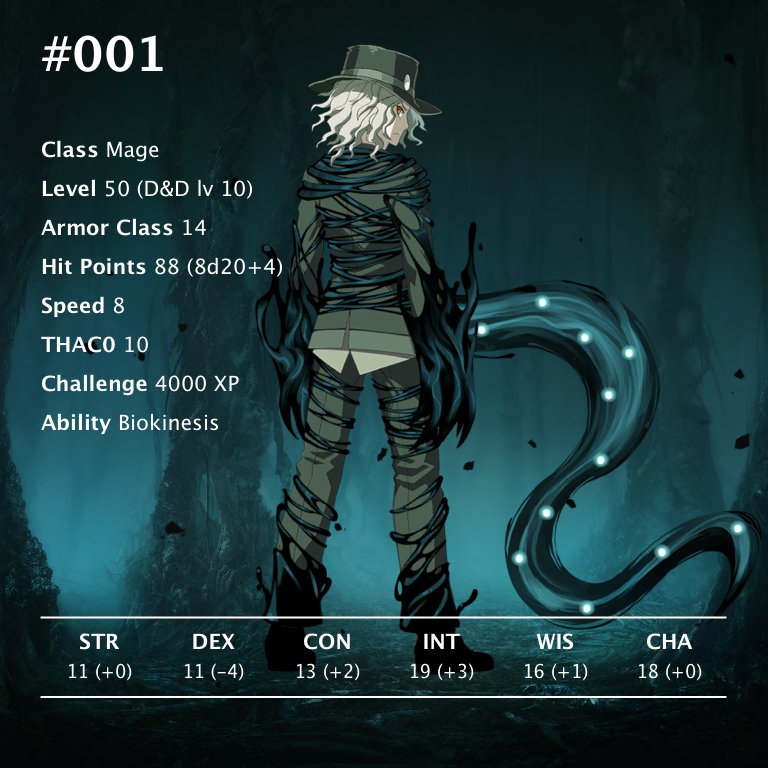 #001
Class Mage
Level 50 (D&D lv 10)
Armor Class 14
Hit Points 88 (8d20+4)
Speed 8
THAC0 10
Challenge 4000 XP
Ability Biokinesis
STR DEX CON INT WIS CHA
11 (+0) 11 (−4) 13 (+2) 19 (+3) 16 (+1) 18 (+0)